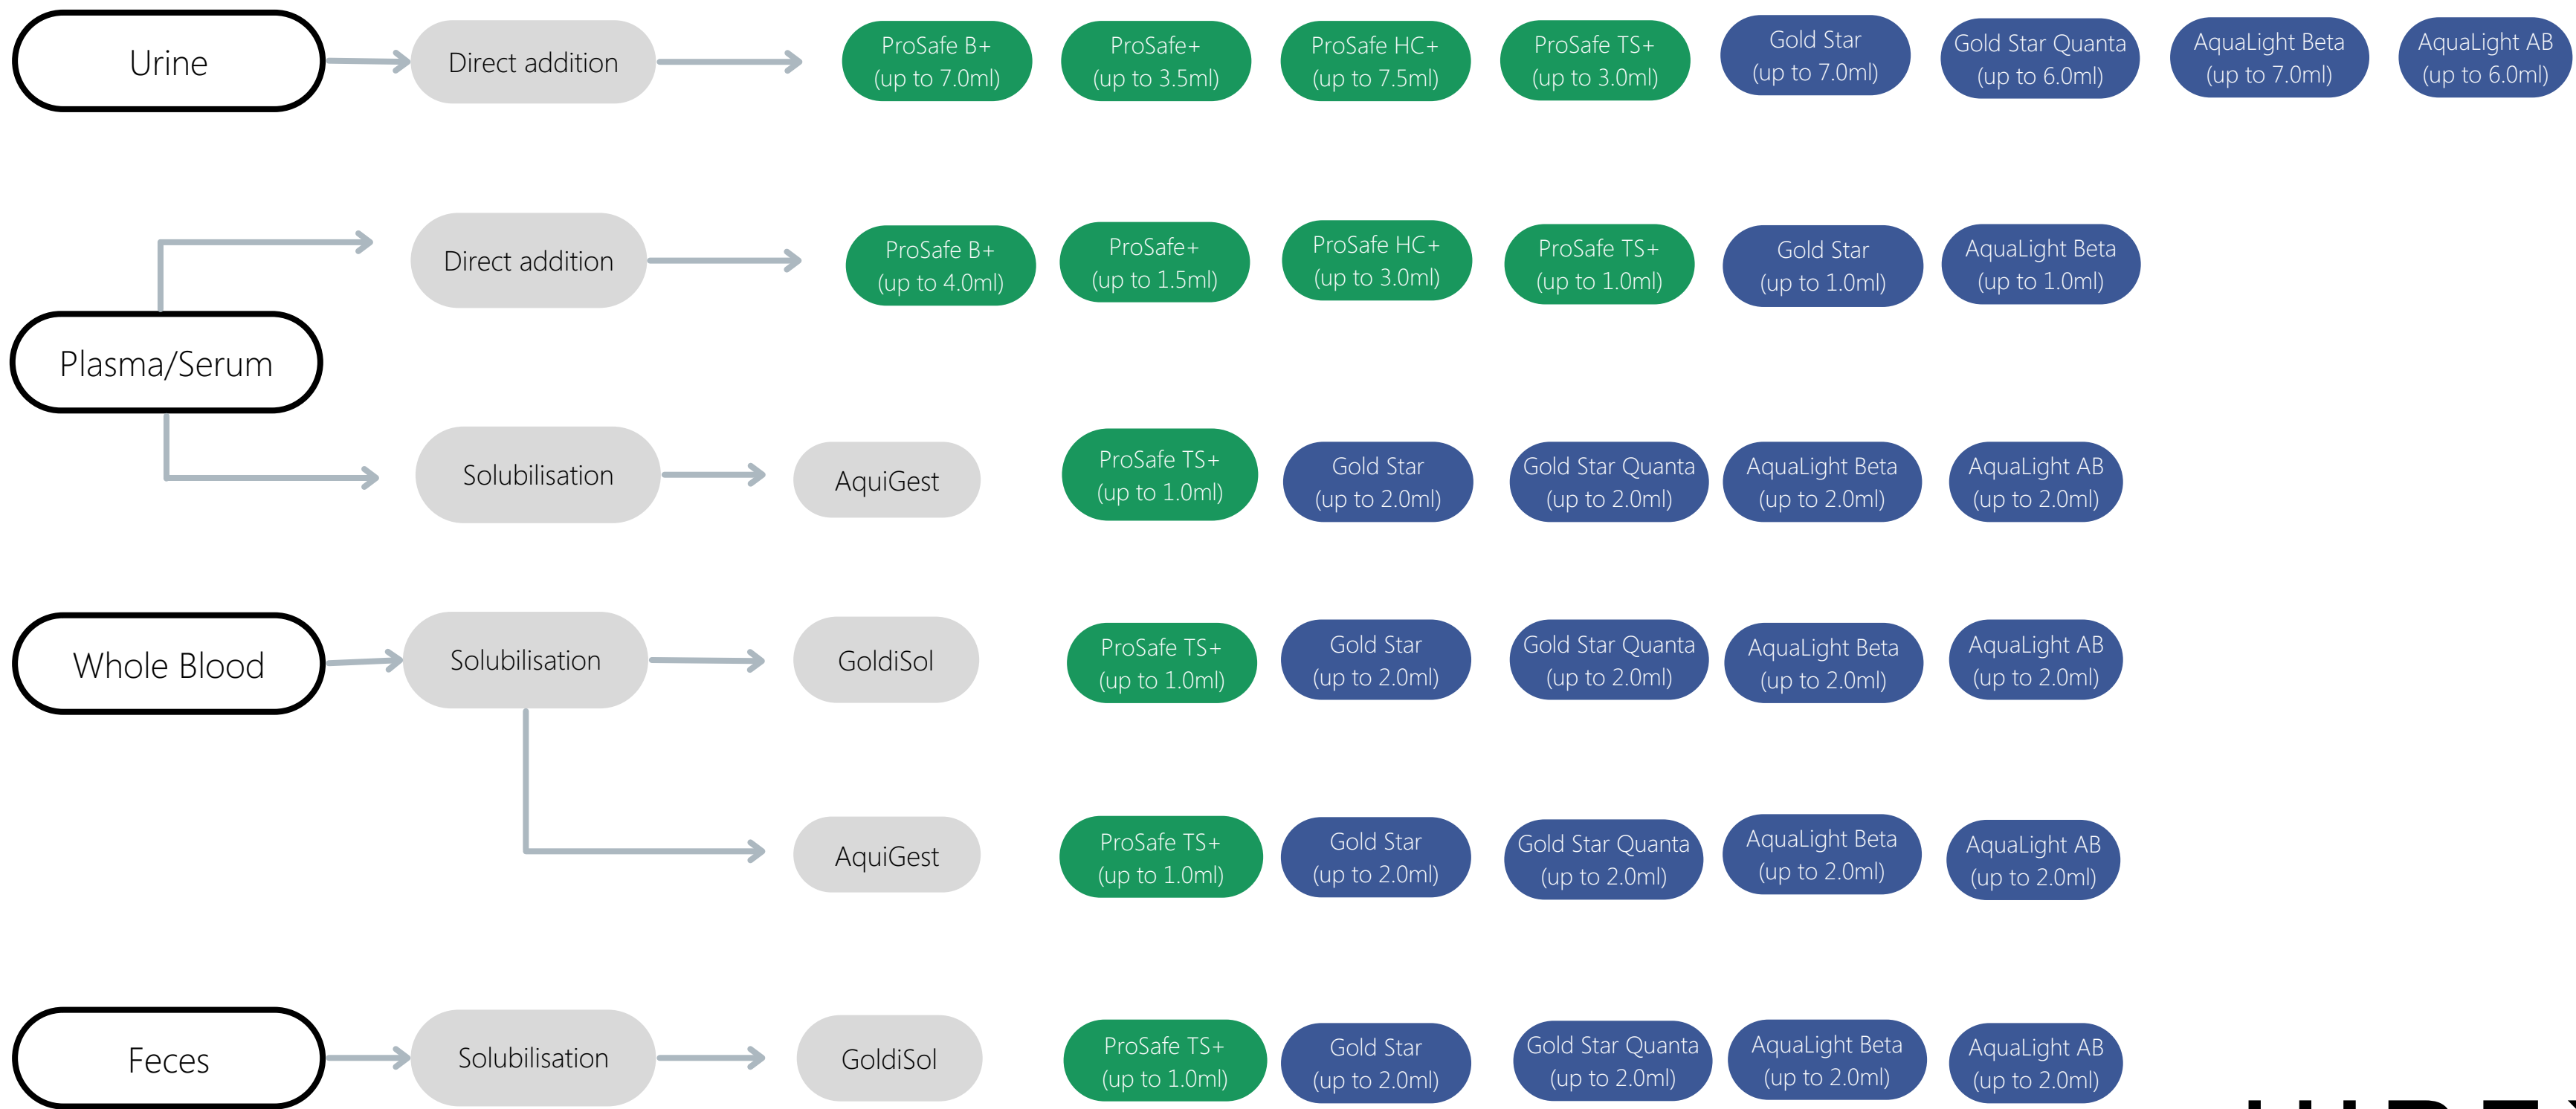 Urine
Direct addition
ProSafe B+
(up to 7.0ml)
ProSafe+
(up to 3.5ml)
ProSafe HC+
(up to 7.5ml)
ProSafe TS+
(up to 3.0ml)
Gold Star
(up to 7.0ml)
Gold Star Quanta
(up to 6.0ml)
AquaLight Beta
(up to 7.0ml)
AquaLight AB
(up to 6.0ml)
Plasma/Serum
Direct addition
ProSafe B+
(up to 4.0ml)
ProSafe+
(up to 1.5ml)
ProSafe HC+
(up to 3.0ml)
ProSafe TS+
(up to 1.0ml)
Gold Star
(up to 1.0ml)
AquaLight Beta
(up to 1.0ml)
Solubilisation
AquiGest
ProSafe TS+
(up to 1.0ml)
Gold Star
(up to 2.0ml)
Gold Star Quanta
(up to 2.0ml)
AquaLight Beta
(up to 2.0ml)
AquaLight AB
(up to 2.0ml)
Whole Blood
Solubilisation
GoldiSol
ProSafe TS+
(up to 1.0ml)
Gold Star
(up to 2.0ml)
Gold Star Quanta
(up to 2.0ml)
AquaLight Beta
(up to 2.0ml)
AquaLight AB
(up to 2.0ml)
AquiGest
ProSafe TS+
(up to 1.0ml)
Gold Star
(up to 2.0ml)
Gold Star Quanta
(up to 2.0ml)
AquaLight Beta
(up to 2.0ml)
AquaLight AB
(up to 2.0ml)
Feces
Solubilisation
GoldiSol
ProSafe TS+
(up to 1.0ml)
Gold Star
(up to 2.0ml)
Gold Star Quanta
(up to 2.0ml)
AquaLight Beta
(up to 2.0ml)
AquaLight AB
(up to 2.0ml)